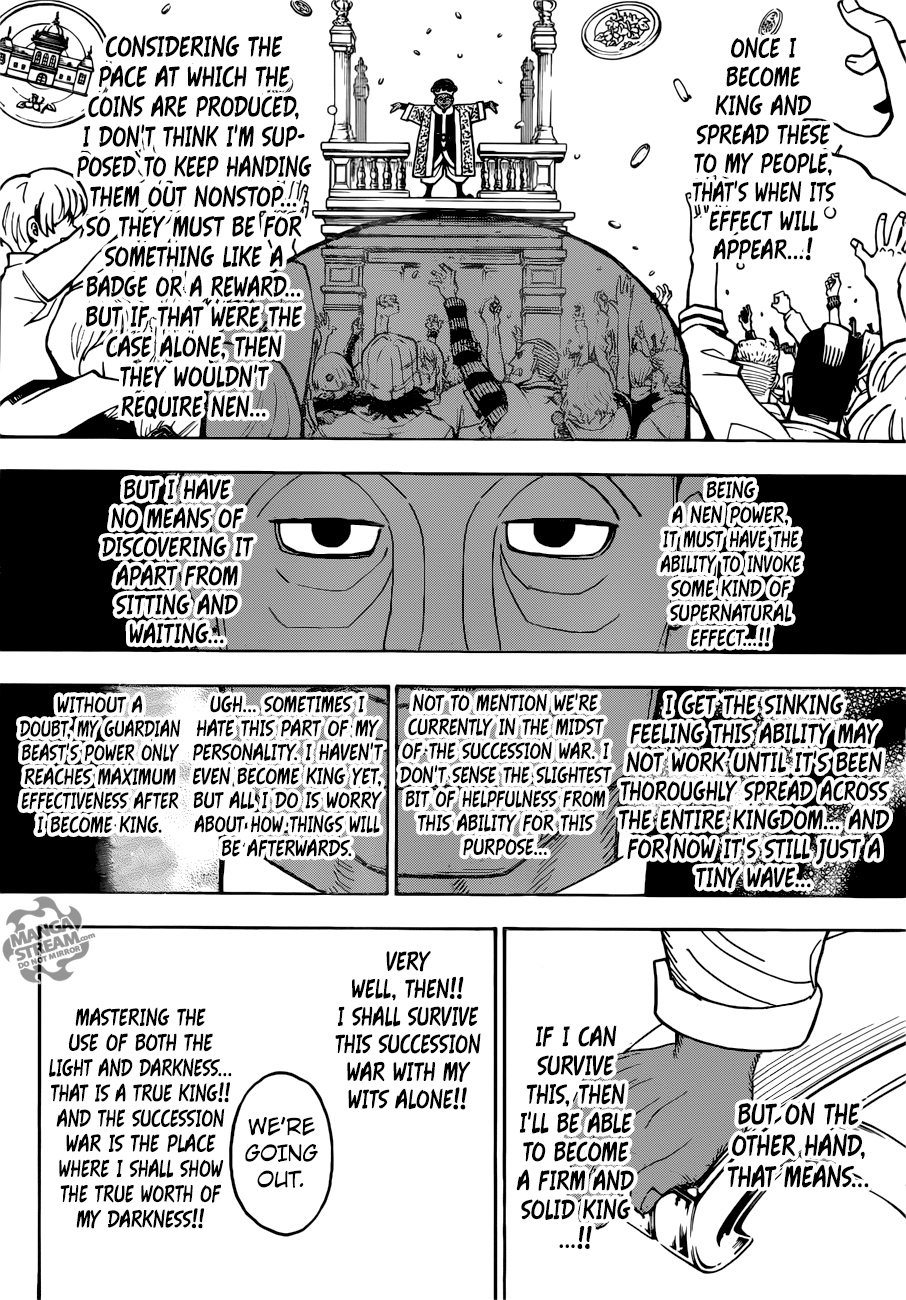 ONCE I
BECOME
KING AND
SPREAD THESE
TO MY PEOPLE,
THAT'S WHEN ITS
EFFECT WILL
APPEAR...!
CONSIDERING THE
PACE AT WHICH THE
COINS ARE PRODUCED,
I DON'T THINK I'M SUP-
POSED TO KEEP HANDING
THEM OUT NONSTOP...
SO THEY MUST BE FOR
SOMETHING LIKE A
BADGE OR A REWARD...
BUT IF THAT WERE THE
CASE ALONE, THEN
THEY WOULDN'T
REQUIRE NEN...
BEING
A NEN POWER,
IT MUST HAVE THE
ABILITY TO INVOKE
SOME KIND OF
SUPERNATURAL
EFFECT...!!
BUT I HAVE
NO MEANS OF
DISCOVERING IT
APART FROM
SITTING AND
WAITING...
I GET THE SINKING
FEELING THIS ABILITY MAY
NOT WORK UNTIL IT'S BEEN
THOROUGHLY SPREAD ACROSS
THE ENTIRE KINGDOM... AND
FOR NOW IT'S STILL JUST A
TINY WAVE...
NOT TO MENTION WE'RE
CURRENTLY IN THE MIDST
OF THE SUCCESSION WAR. I
DON'T SENSE THE SLIGHTEST
BIT OF HELPFULNESS FROM
THIS ABILITY FOR THIS
PURPOSE...
UGH... SOMETIMES I
HATE THIS PART OF MY
PERSONALITY. I HAVEN'T
EVEN BECOME KING YET,
BUT ALL I DO IS WORRY
ABOUT HOW THINGS WILL
BE AFTERWARDS.
WITHOUT A
DOUBT, MY GUARDIAN
BEAST'S POWER ONLY
REACHES MAXIMUM
EFFECTIVENESS AFTER
I BECOME KING.
BUT ON THE
OTHER HAND,
THAT MEANS...
IF I CAN
SURVIVE
THIS, THEN
I'LL BE ABLE
TO BECOME
A FIRM AND
SOLID KING
...!!
VERY
WELL, THEN!!
I SHALL SURVIVE
THIS SUCCESSION
WAR WITH MY
WITS ALONE!!
WE'RE
GOING
OUT.
MASTERING THE
USE OF BOTH THE
LIGHT AND DARKNESS...
THAT IS A TRUE KING!!
AND THE SUCCESSION
WAR IS THE PLACE
WHERE I SHALL SHOW
THE TRUE WORTH OF
MY DARKNESS!!
MANGA
STREAM.com
DO NOT MIRROR